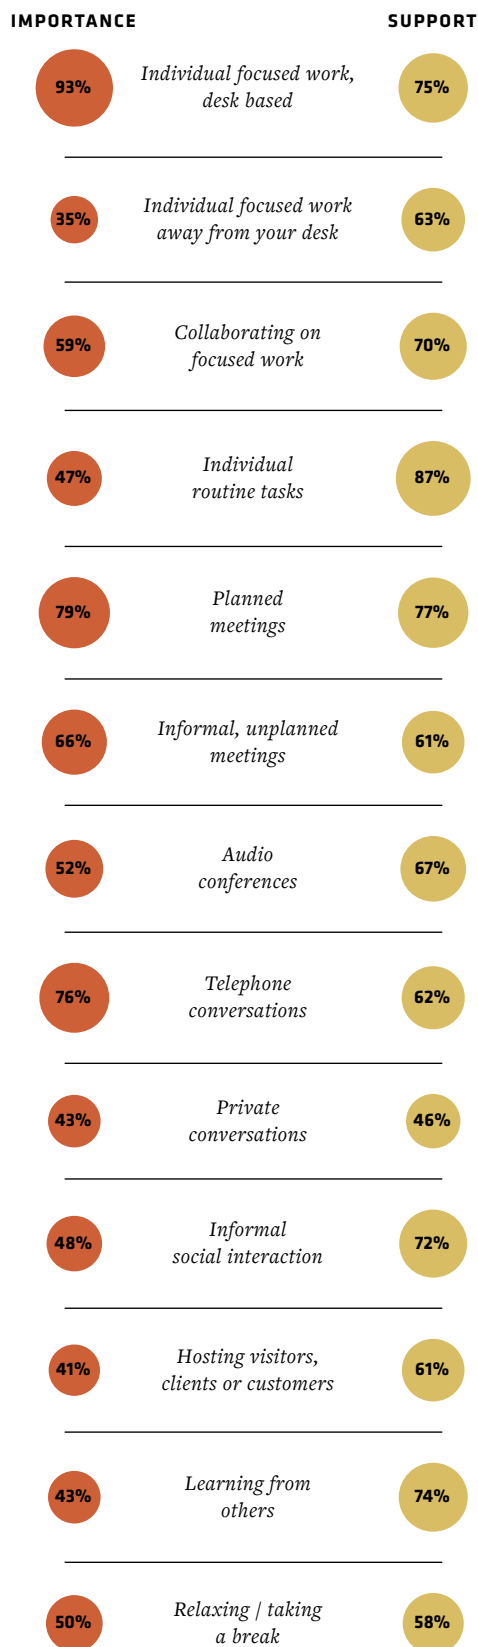 IMPORTANCE SUPPORT
93% Individual focused work, 75%
desk based
35% Individual focused work 63%
away from your desk
59% Collaborating on 70%
focused work
47% Individual 87%
routine tasks
79% Planned 77%
meetings
66% Informal, unplanned 61%
meetings
52% Audio 67%
conferences
76% Telephone 62%
conversations
43% Private 46%
conversations
48% Informal 72%
social interaction
41% Hosting visitors, 61%
clients or customers
43% Learning from 74%
others
50% Relaxing / taking 58%
a break